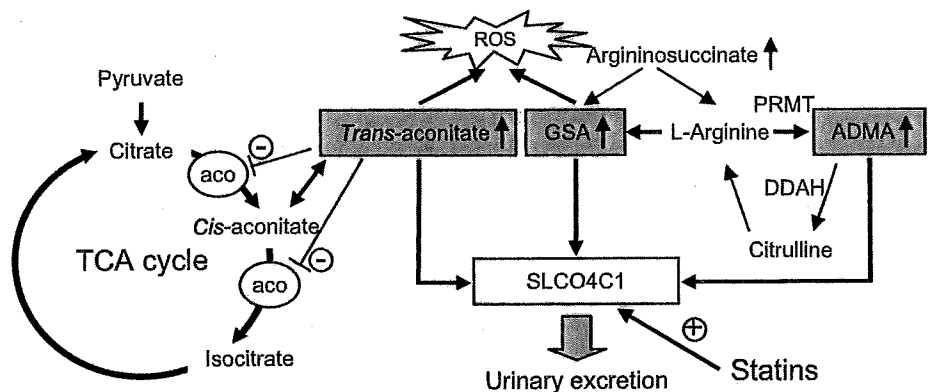 ROS
Argininosuccinate
Pyruvate
PRMT
Trans-aconitate
GSA
L-Arginine
ADMA
Citrate
aco
⊖
DDAH
Cis-aconitate
Citrulline
TCA cycle
⊖
aco
SLCO4C1
⊕
Isocitrate
Statins
Urinary excretion